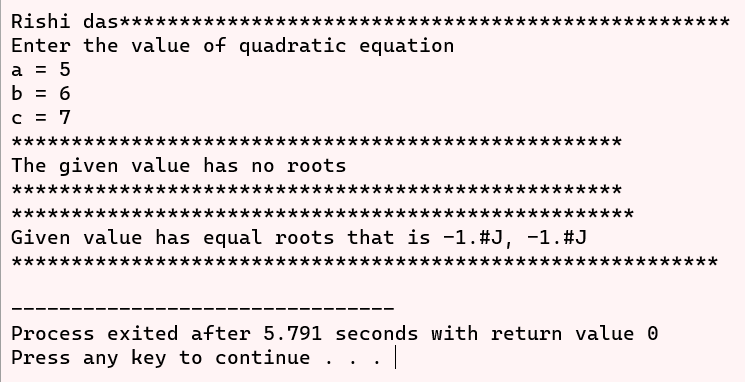 Rishi das***************************************************
Enter the value of quadratic equation
a = 5
b = 6
c = 7
***************************************************
The given value has no roots
***************************************************
****************************************************
Given value has equal roots that is -1.#J, -1.#J
***********************************************************
--------------------------------
Process exited after 5.791 seconds with return value 0
Press any key to continue . . .